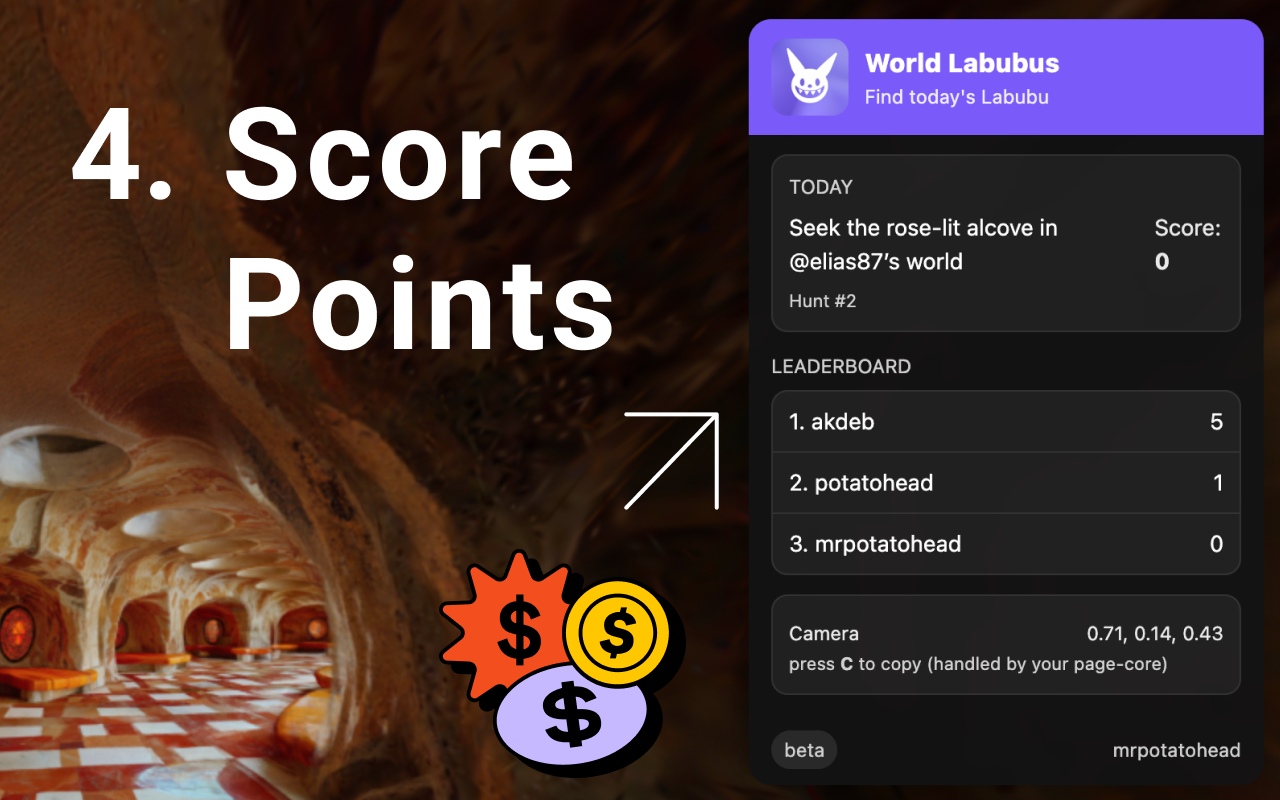 4. Score
Points
$
$
$
World Labubus
Find today's Labubu
TODAY
Seek the rose-lit alcove in
@elias87’s world
Score:
0
Hunt #2
LEADERBOARD
1. akdeb 5
2. potatohead 1
3. mrpotatohead 0
Camera 0.71, 0.14, 0.43
press C to copy (handled by your page-core)
beta mrpotatohead